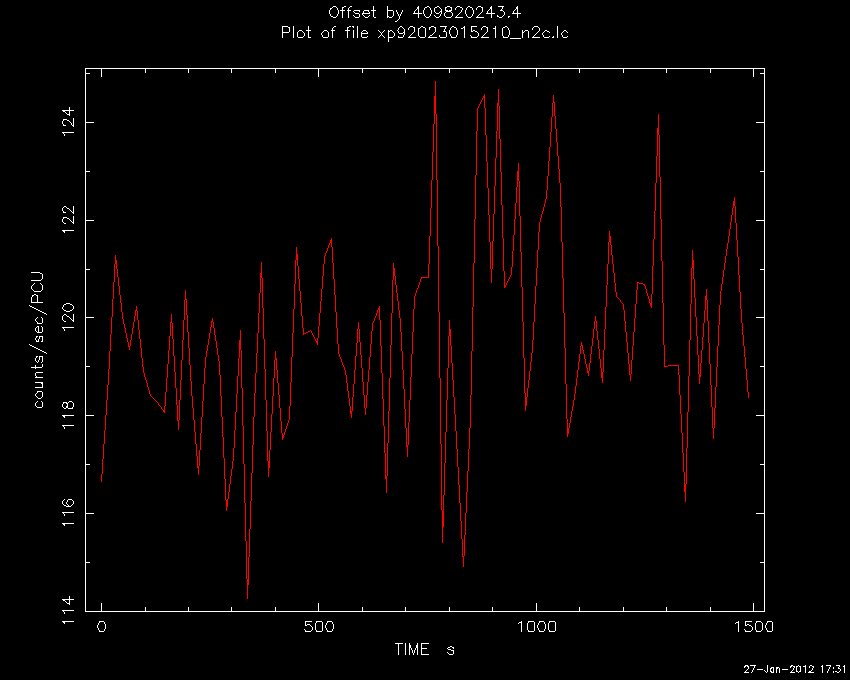 Offset by 409820243.4
Plot of file xp92023015210_n2c.lc
counts/sec/PCU
124
122
120
118
116
114
0 500 1000 1500
TIME s
27-Jan-2012 17:31